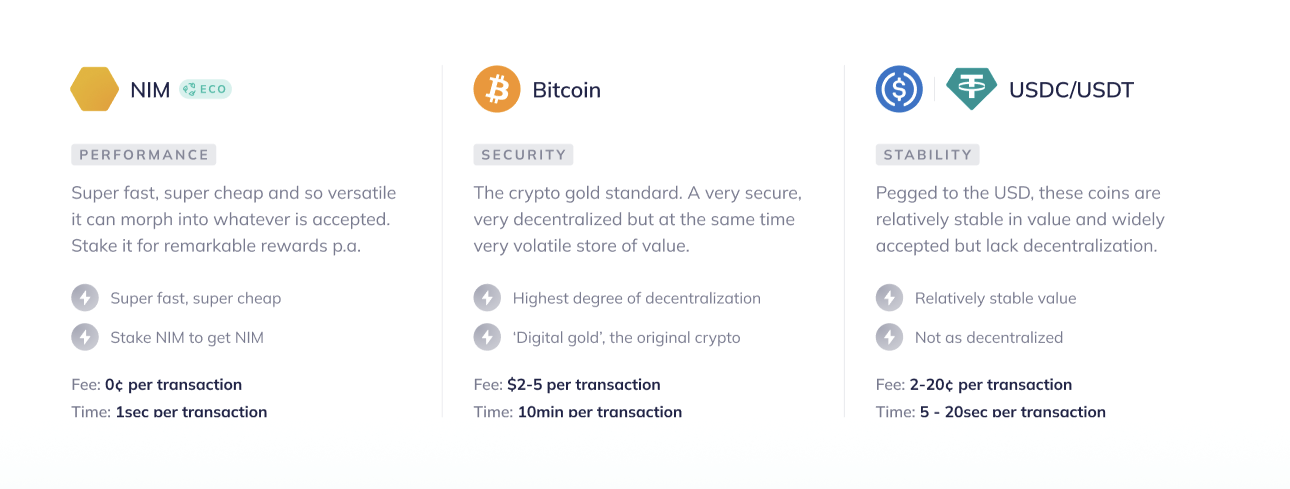 NIM ECO
PERFORMANCE
Super fast, super cheap and so versatile
it can morph into whatever is accepted.
Stake it for remarkable rewards p.a.
Super fast, super cheap
Stake NIM to get NIM
Fee: 0¢ per transaction
Time: 1sec per transaction
Bitcoin
SECURITY
The crypto gold standard. A very secure,
very decentralized but at the same time
very volatile store of value.
Highest degree of decentralization
‘Digital gold’, the original crypto
Fee: $2-5 per transaction
Time: 10min per transaction
USDC/USDT
STABILITY
Pegged to the USD, these coins are
relatively stable in value and widely
accepted but lack decentralization.
Relatively stable value
Not as decentralized
Fee: 2-20¢ per transaction
Time: 5 - 20sec per transaction